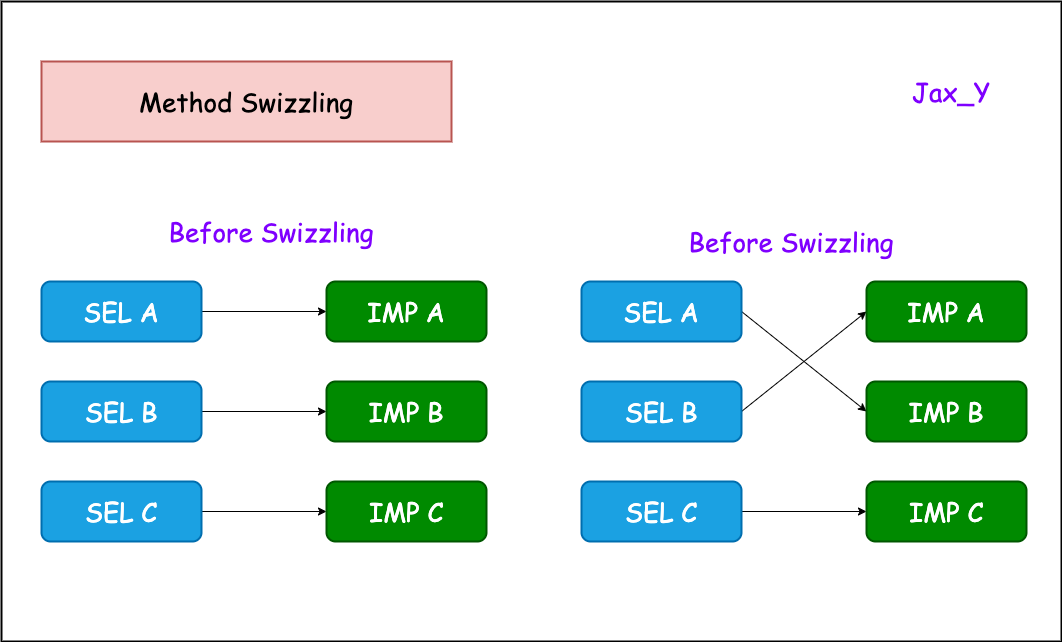 Method Swizzling
Jax_Y
Before Swizzling
SEL A
IMP A
SEL B
IMP B
SEL C
IMP C
Before Swizzling
SEL A
IMP A
SEL B
IMP B
SEL C
IMP C